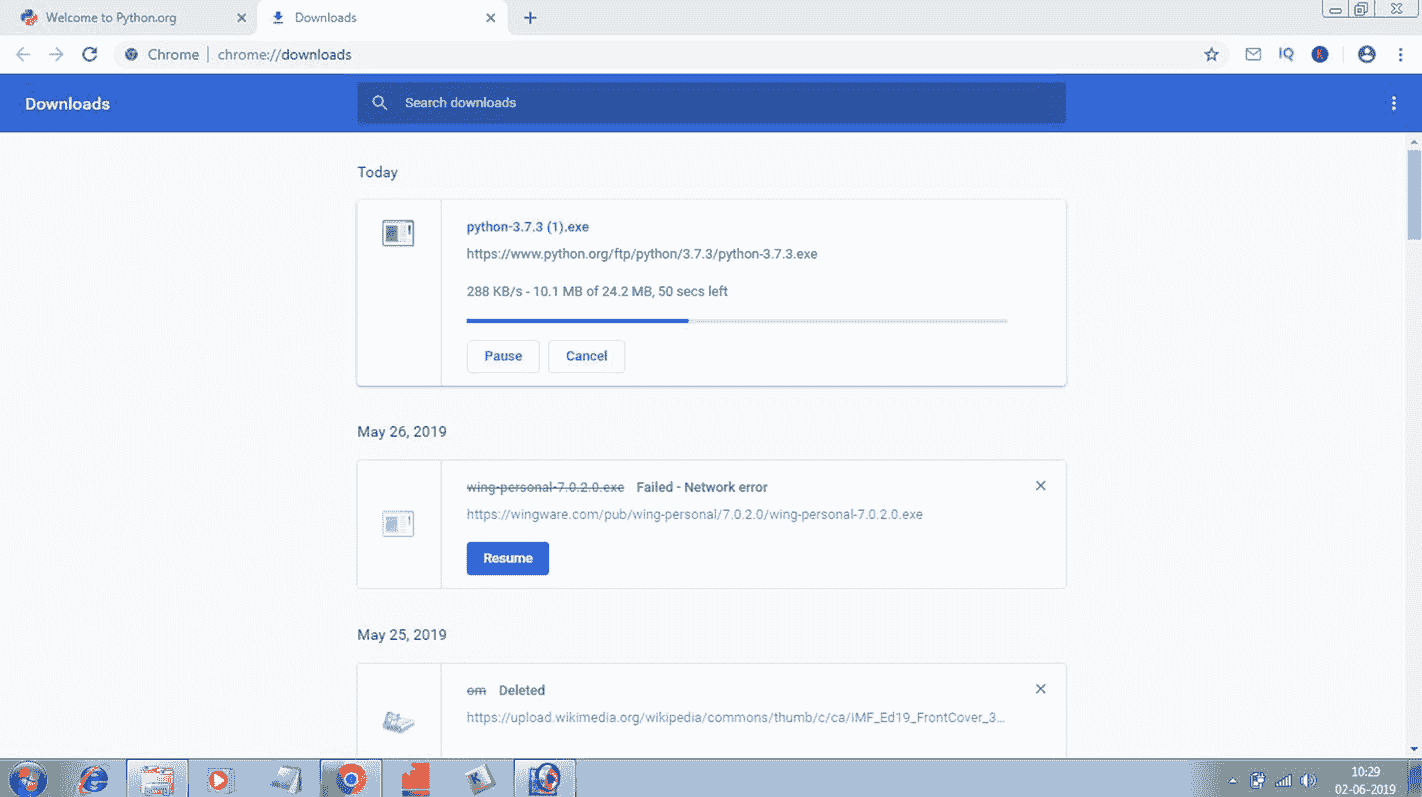 Welcome to Python.org
Downloads
Chrome | chrome://downloads
IQ
Downloads
Search downloads
Today
python-3.7.3 (1).exe
https://www.python.org/ftp/python/3.7.3/python-3.7.3.exe
288 KB/s - 10.1 MB of 24.2 MB, 50 secs left
Pause Cancel
May 26, 2019
wing-personal-7.0.2.0.exe Failed - Network error
https://wingware.com/pub/wing-personal/7.0.2.0/wing-personal-7.0.2.0.exe
Resume
May 25, 2019
om Deleted
https://upload.wikimedia.org/wikipedia/commons/thumb/c/ca/IMF_Ed19_FrontCover_3...
K
10:29
02-06-2019